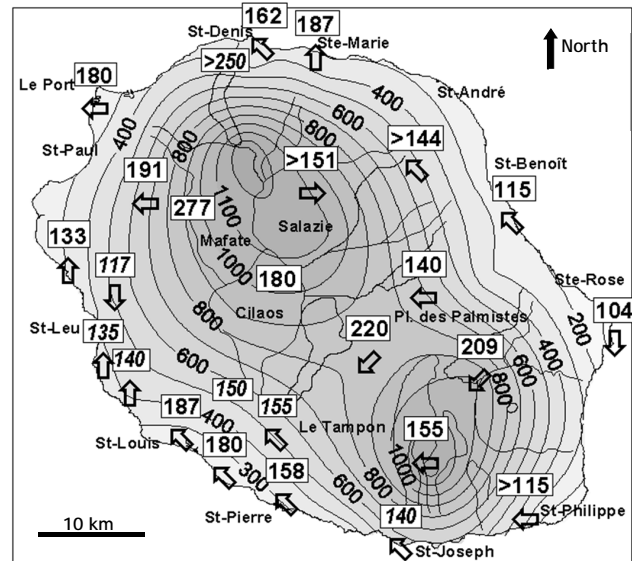 162
187
St-Denis
Ste-Marie
North
>250
Le Port
180
400
600
St-André
400
800
800
>144
St-Paul
191
>151
St-Benoît
277
1100
Salazie
115
133
Mafate
117
1000
180
140
Ste-Rose
800
Cilaos
Pl. des Palmistes
200
104
St-Leu
135
220
209
400
140
600
600
800
150
155
187
400
Le Tampon
155
St-Louis
180
1000
158
800
300
600
>115
10 km
St-Pierre
140
St-Philippe
St-Joseph